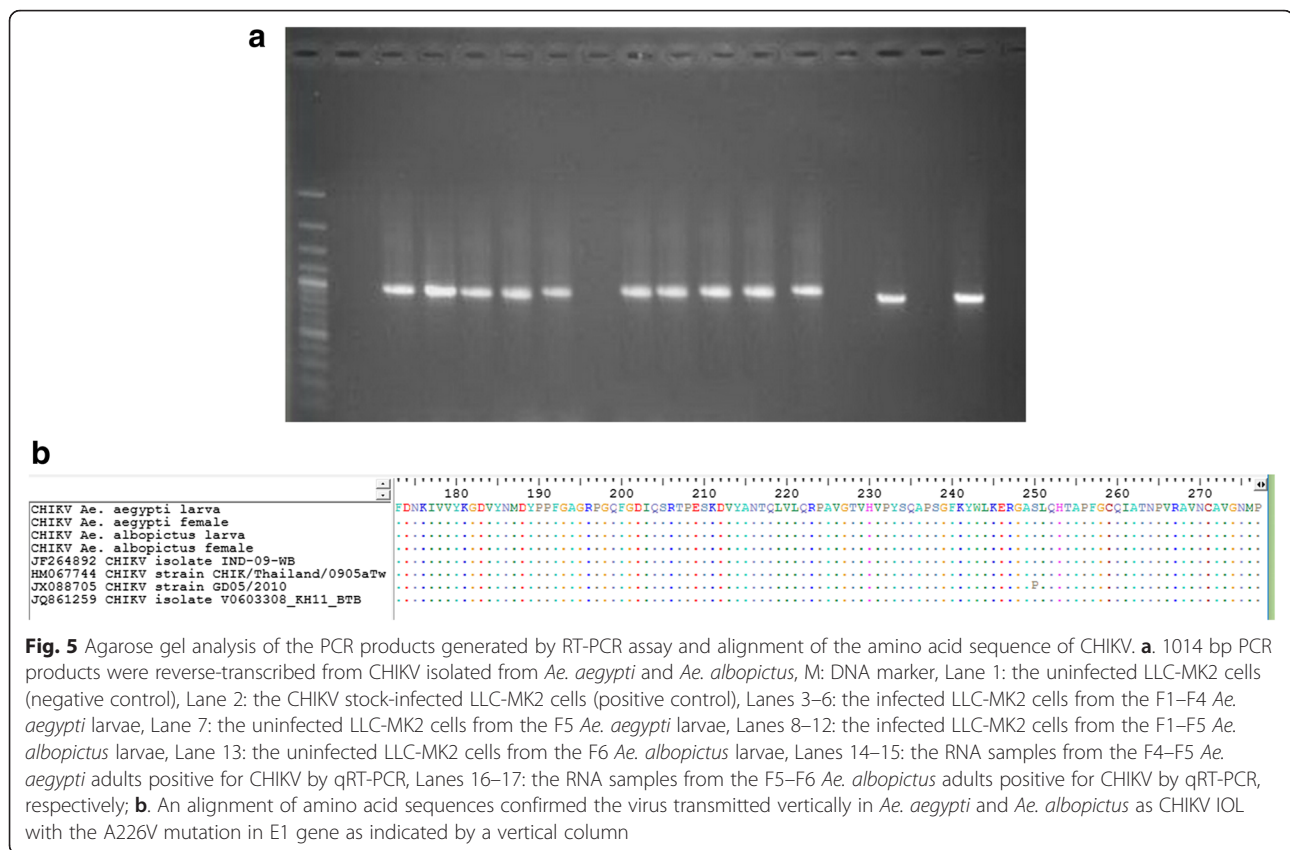 a
b
180 190 200 210 220 230 240 250 260 270
CHIKV Ae. aegypti larva FDNKIVVYKGDVYNMDYPPFGAGRPGQFGDIQSRTPESKDVYANTQLVLQRPAVGTVHVPYSQAPSGFKYWLKERGASLQHTAPFGCQIATNPVRAVNCAVGNMP
CHIKV Ae. aegypti female
CHIKV Ae. albopictus larva
CHIKV Ae. albopictus female
JF264892 CHIKV isolate IND-09-WB
HM067744 CHIKV strain CHIK/Thailand/0905aTw
JX088705 CHIKV strain GD05/2010 P
JQ861259 CHIKV isolate V0603308_KH11_BTB
Fig. 5 Agarose gel analysis of the PCR products generated by RT-PCR assay and alignment of the amino acid sequence of CHIKV. a. 1014 bp PCR
products were reverse-transcribed from CHIKV isolated from Ae. aegypti and Ae. albopictus, M: DNA marker, Lane 1: the uninfected LLC-MK2 cells
(negative control), Lane 2: the CHIKV stock-infected LLC-MK2 cells (positive control), Lanes 3–6: the infected LLC-MK2 cells from the F1–F4 Ae.
aegypti larvae, Lane 7: the uninfected LLC-MK2 cells from the F5 Ae. aegypti larvae, Lanes 8–12: the infected LLC-MK2 cells from the F1–F5 Ae.
albopictus larvae, Lane 13: the uninfected LLC-MK2 cells from the F6 Ae. albopictus larvae, Lanes 14–15: the RNA samples from the F4–F5 Ae.
aegypti adults positive for CHIKV by qRT-PCR, Lanes 16–17: the RNA samples from the F5–F6 Ae. albopictus adults positive for CHIKV by qRT-PCR,
respectively; b. An alignment of amino acid sequences confirmed the virus transmitted vertically in Ae. aegypti and Ae. albopictus as CHIKV IOL
with the A226V mutation in E1 gene as indicated by a vertical column